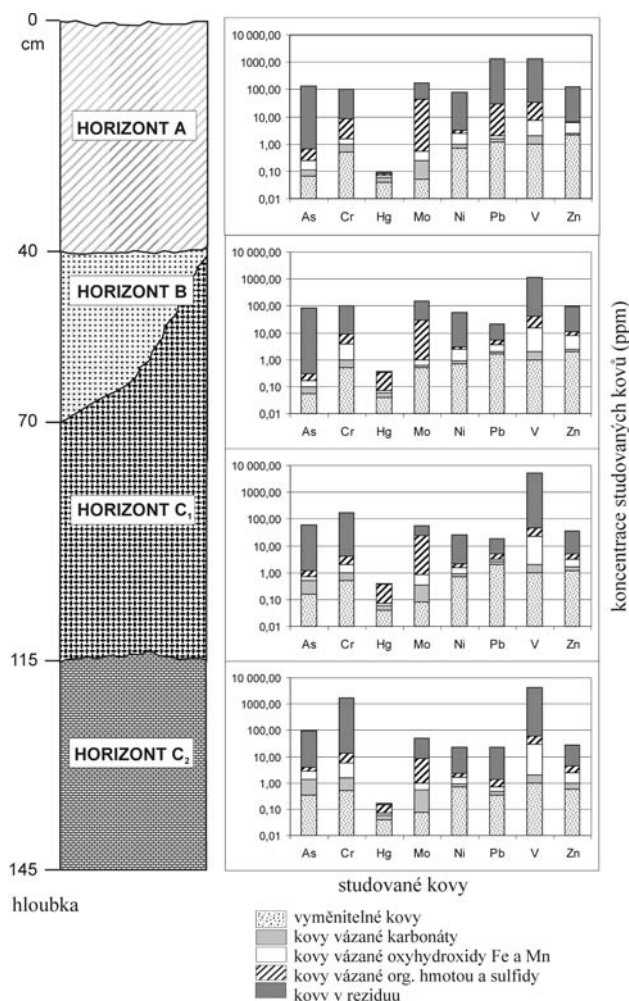 0
cm
HORIZONT A
40
HORIZONT B
70
HORIZONT C1
115
HORIZONT C2
145
hloubka
10 000,00
1000,00
100,00
10,00
1,00
0,10
0,01
As Cr Hg Mo Ni Pb V Zn
10 000,00
1000,00
100,00
10,00
1,00
0,10
0,01
As Cr Hg Mo Ni Pb V Zn
10 000,00
1000,00
100,00
10,00
1,00
0,10
0,01
As Cr Hg Mo Ni Pb V Zn
10 000,00
1000,00
100,00
10,00
1,00
0,10
0,01
As Cr Hg Mo Ni Pb V Zn
koncentrace studovaných kovů (ppm)
studované kovy
vyměnitelné kovy
kovy vázané karbonáty
kovy vázané oxyhydroxidy Fe a Mn
kovy vázané org. hmotou a sulfidy
kovy v reziduu